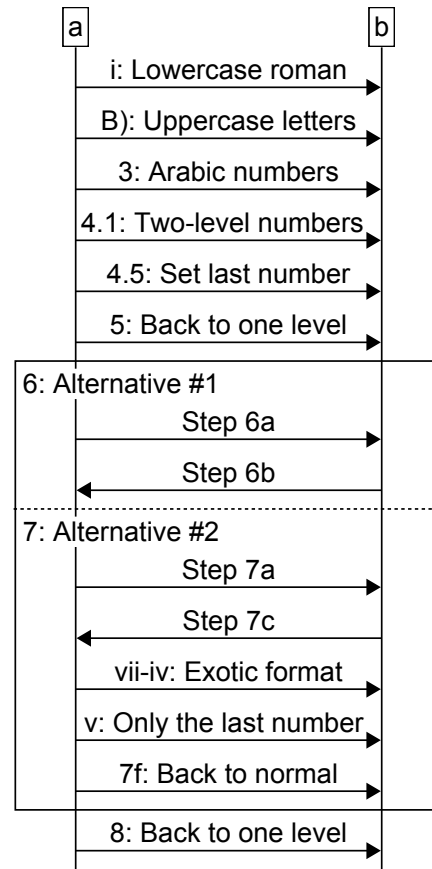 a b
i: Lowercase roman
B): Uppercase letters
3: Arabic numbers
4.1: Two-level numbers
4.5: Set last number
5: Back to one level
6: Alternative #1
Step 6a
Step 6b
7: Alternative #2
Step 7a
Step 7c
vii-iv: Exotic format
v: Only the last number
7f: Back to normal
8: Back to one level